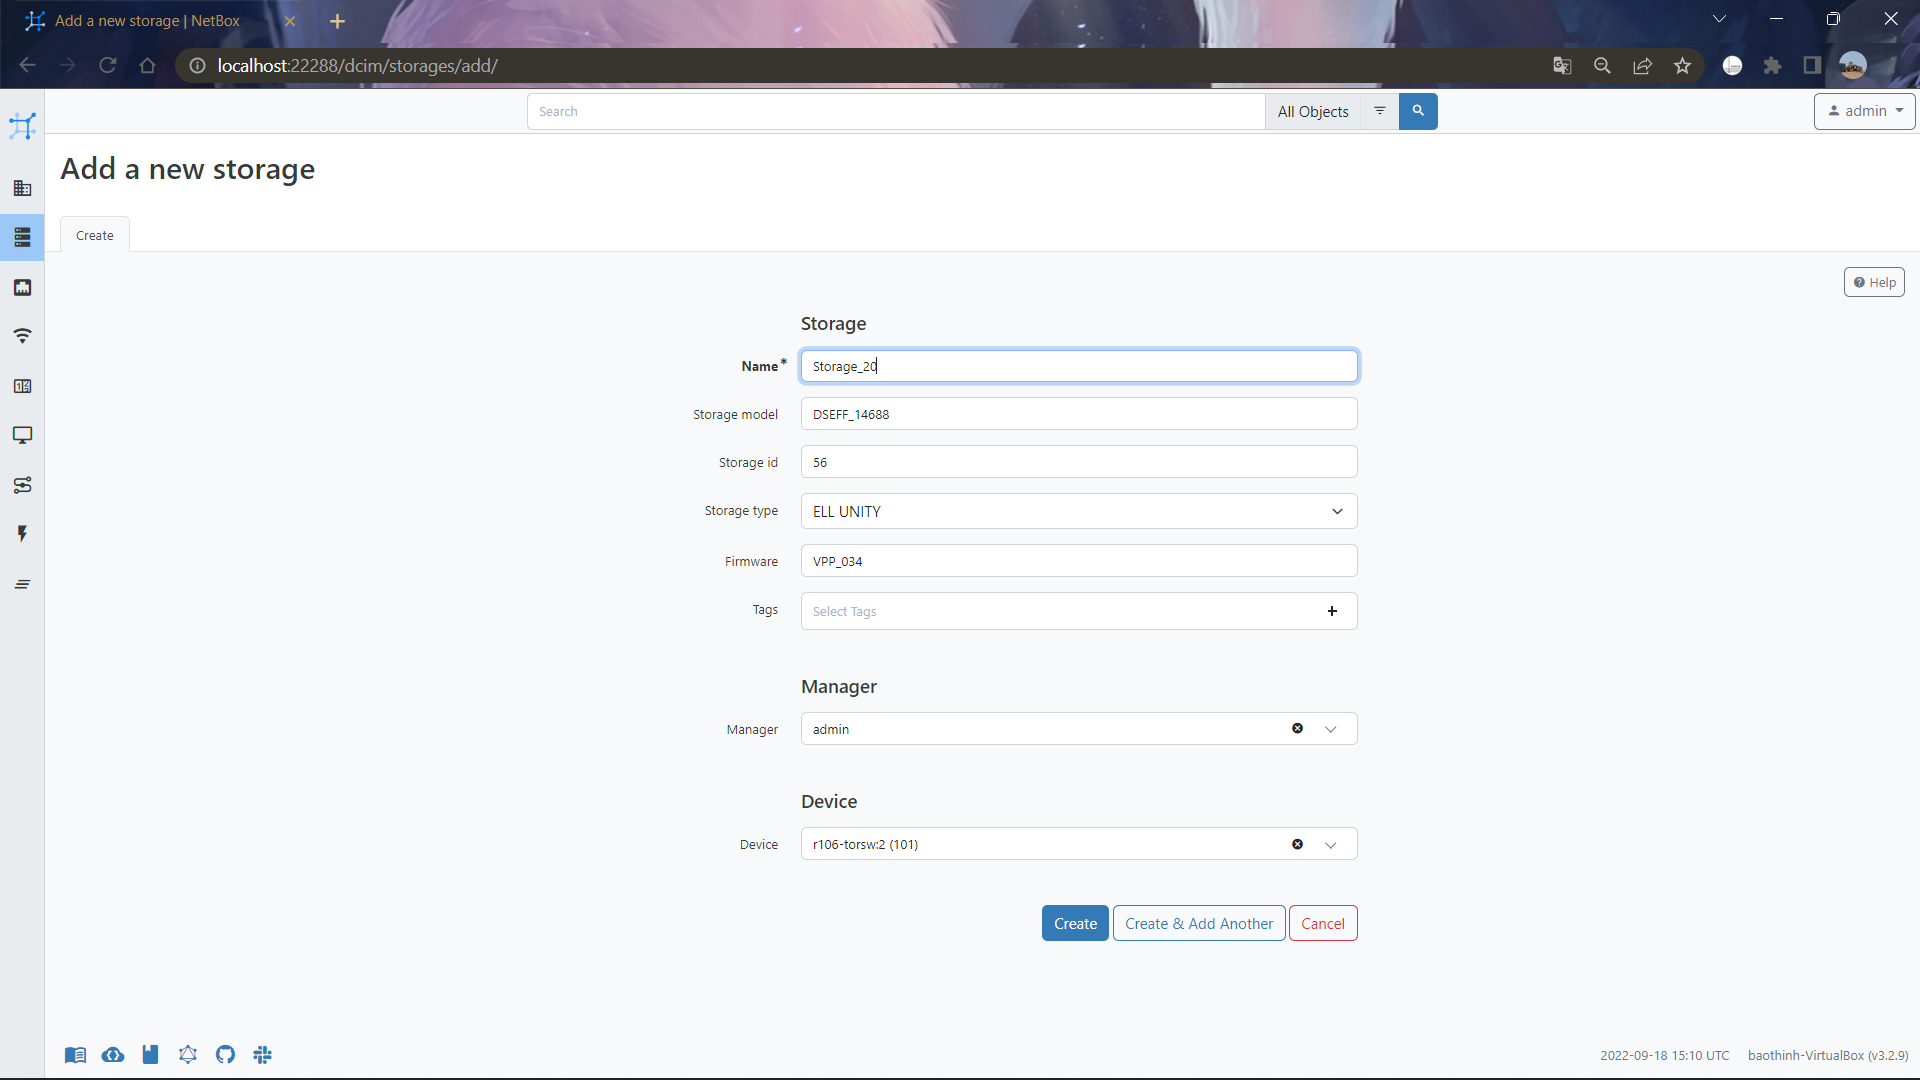 Add a new storage | NetBox
localhost:22288/dcim/storages/add/
Search
All Objects
admin
Add a new storage
Create
Help
Storage
Name*
Storage_20
Storage model
DSEFF_14688
Storage id
56
Storage type
ELL UNITY
Firmware
VPP_034
Tags
Select Tags
Manager
Manager
admin
Device
Device
r106-torsw:2 (101)
Create
Create & Add Another
Cancel
2022-09-18 15:10 UTC
baothinh-VirtualBox (v3.2.9)